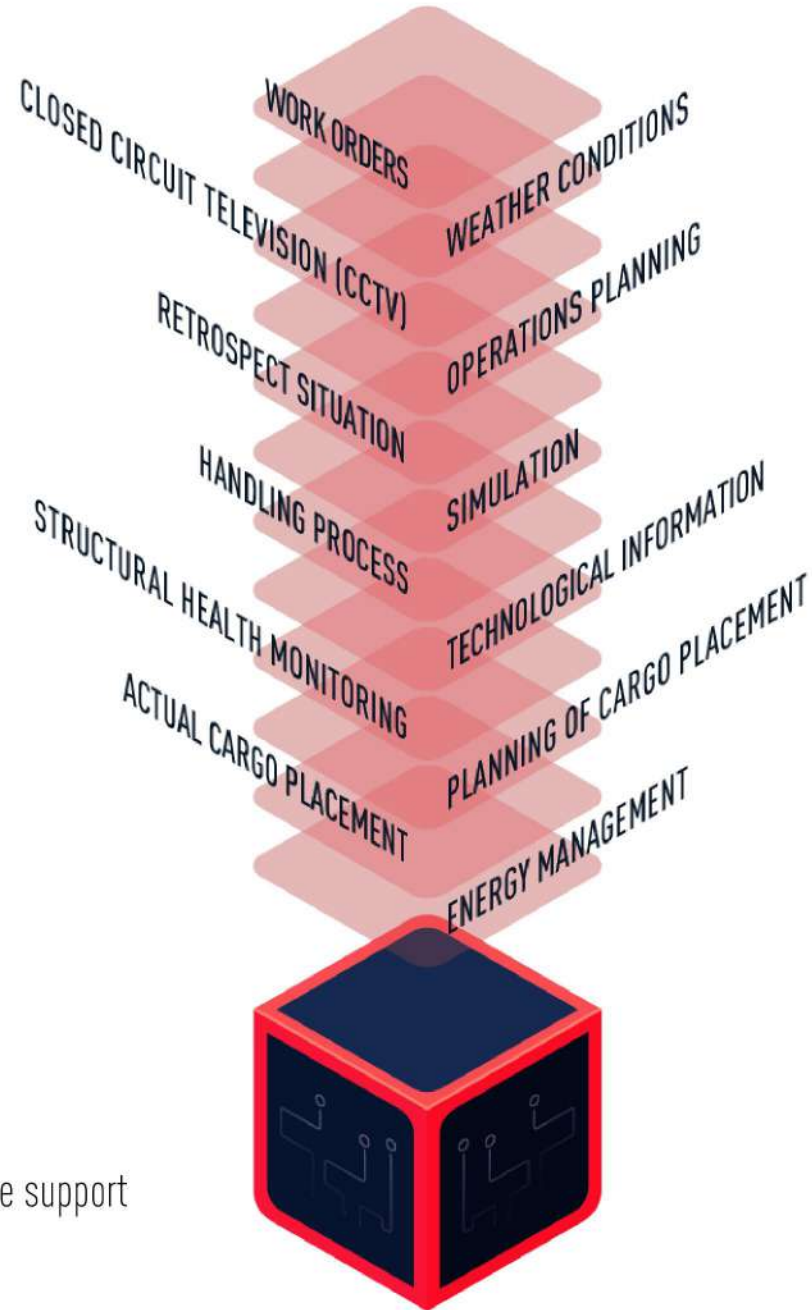 WORK ORDERS
CLOSED CIRCUIT TELEVISION (CCTV)
WEATHER CONDITIONS
RETROSPECT SITUATION
OPERATIONS PLANNING
HANDLING PROCESS
SIMULATION
STRUCTURAL HEALTH MONITORING
TECHNOLOGICAL INFORMATION
ACTUAL CARGO PLACEMENT
PLANNING OF CARGO PLACEMENT
ENERGY MANAGEMENT
e support